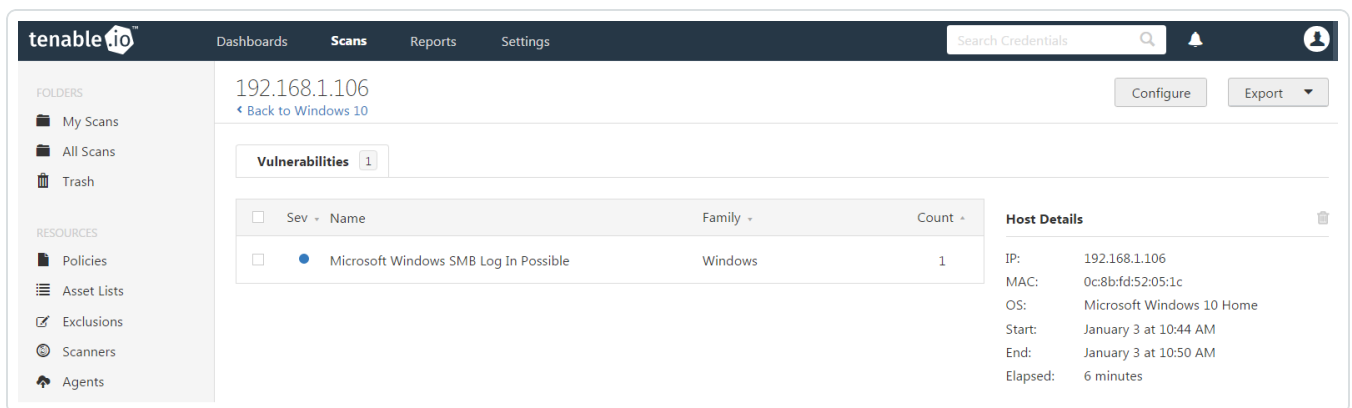 tenable.io™ Dashboards Scans Reports Settings Search Credentials
FOLDERS
My Scans
All Scans
Trash
RESOURCES
Policies
Asset Lists
Exclusions
Scanners
Agents
192.168.1.106
Back to Windows 10
Configure Export
Vulnerabilities 1
Sev Name Family Count
Microsoft Windows SMB Log In Possible Windows 1
Host Details
IP: 192.168.1.106
MAC: 0c:8b:fd:52:05:1c
OS: Microsoft Windows 10 Home
Start: January 3 at 10:44 AM
End: January 3 at 10:50 AM
Elapsed: 6 minutes